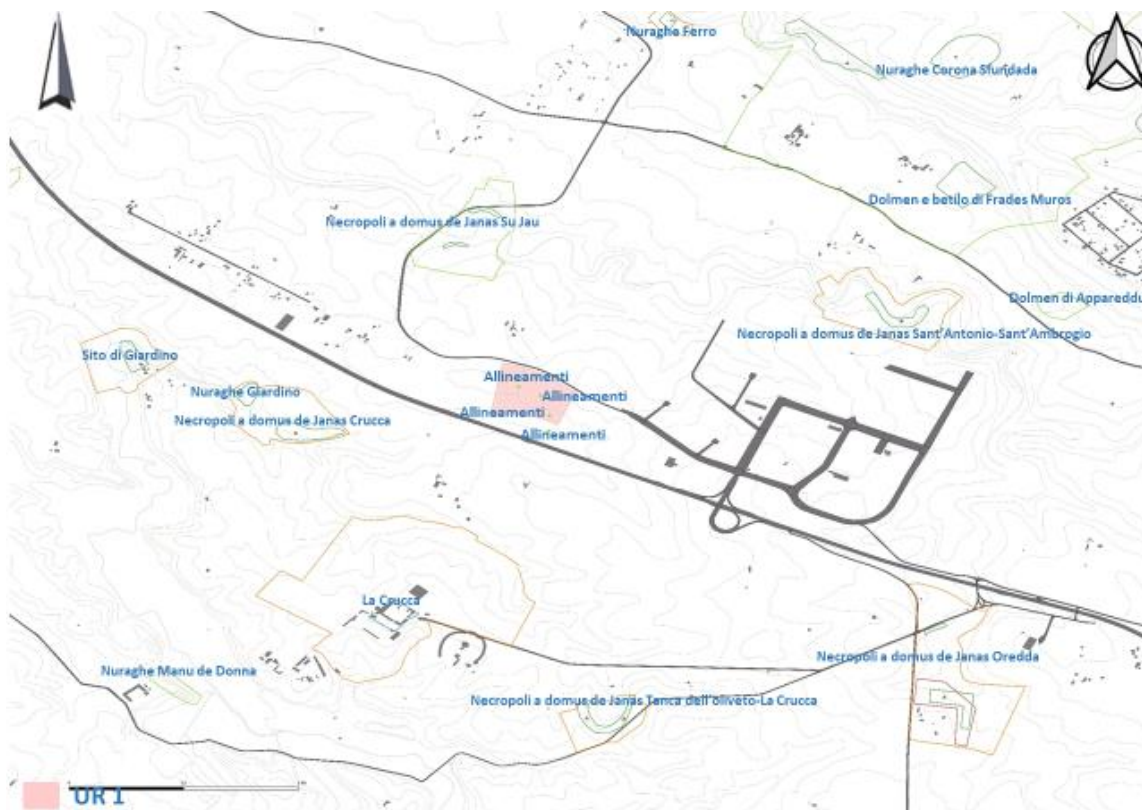 Nuraghe Ferro
Nuraghe Corona Sfundada
Dolmen e betilo di Frades Muros
Necropoli a domus de Janas Su Jau
Dolmen di Appareddu
Necropoli a domus de Janas Sant'Antonio-Sant'Ambrogio
Sito di Giardino
Allineamenti
Nuraghe Giardino
Allineamenti
Allineamenti
Necropoli a domus de Janas Crucca
Allineamenti
La Crucca
Necropoli a domus de Janas Oredda
Nuraghe Manu de Donna
Necropoli a domus de Janas Tanca dell'oliveto-La Crucca
UR 1